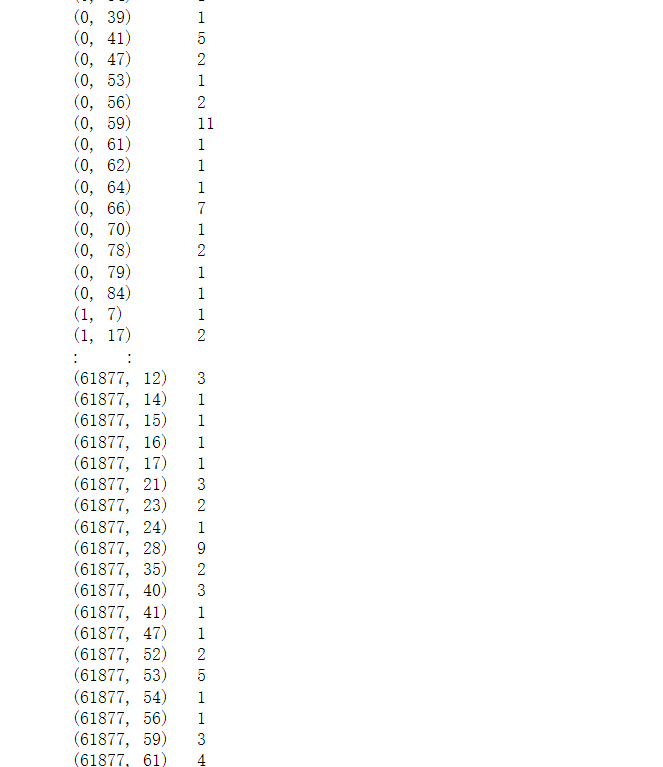 (0, 39) 1
(0, 41) 5
(0, 47) 2
(0, 53) 1
(0, 56) 2
(0, 59) 11
(0, 61) 1
(0, 62) 1
(0, 64) 1
(0, 66) 7
(0, 70) 1
(0, 78) 2
(0, 79) 1
(0, 84) 1
(1, 7) 1
(1, 17) 2
: :
(61877, 12) 3
(61877, 14) 1
(61877, 15) 1
(61877, 16) 1
(61877, 17) 1
(61877, 21) 3
(61877, 23) 2
(61877, 24) 1
(61877, 28) 9
(61877, 35) 2
(61877, 40) 3
(61877, 41) 1
(61877, 47) 1
(61877, 52) 2
(61877, 53) 5
(61877, 54) 1
(61877, 56) 1
(61877, 59) 3
(61877, 61) 4